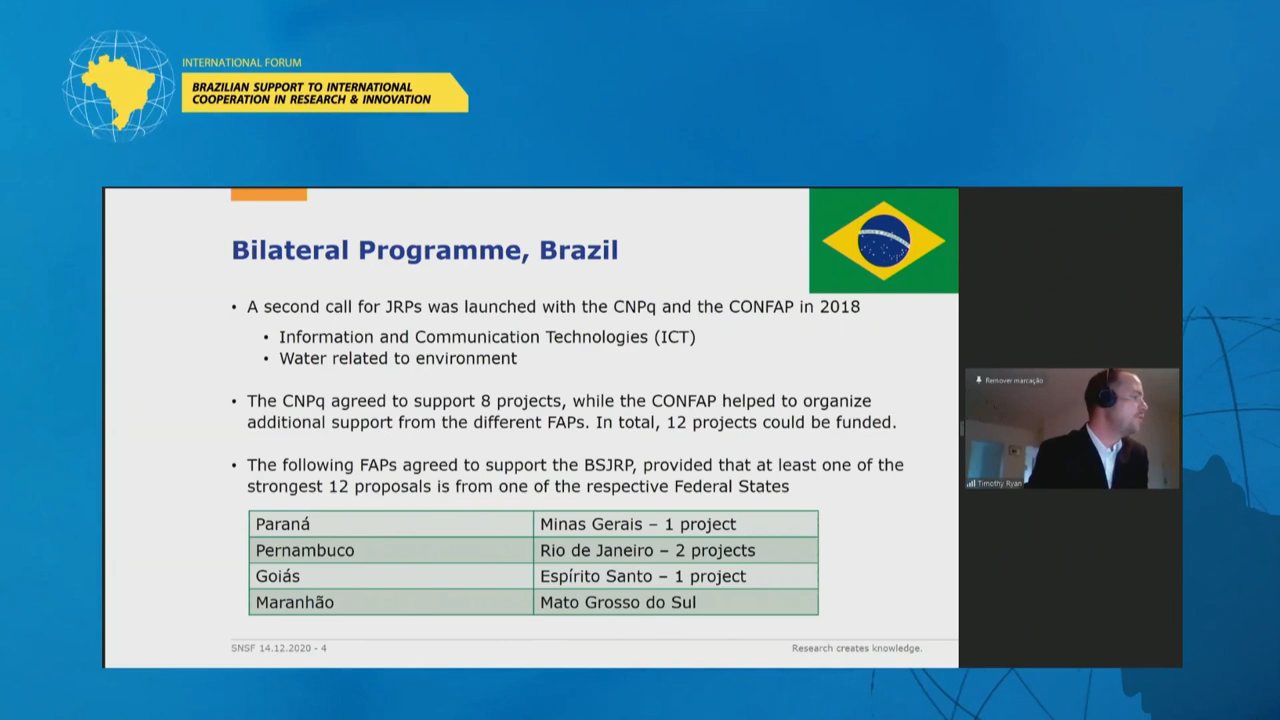 INTERNATIONAL FORUM
BRAZILIAN SUPPORT TO INTERNATIONAL
COOPERATION IN RESEARCH & INNOVATION
Bilateral Programme, Brazil
• A second call for JRPs was launched with the CNPq and the CONFAP in 2018
• Information and Communication Technologies (ICT)
• Water related to environment
• The CNPq agreed to support 8 projects, while the CONFAP helped to organize
additional support from the different FAPs. In total, 12 projects could be funded.
• The following FAPs agreed to support the BSJRP, provided that at least one of the
strongest 12 proposals is from one of the respective Federal States
Paraná Minas Gerais – 1 project
Pernambuco Rio de Janeiro – 2 projects
Goiás Espírito Santo – 1 project
Maranhão Mato Grosso do Sul
SNSF 14.12.2020 - 4 Research creates knowledge.
Remover marcação
Timothy Ryan